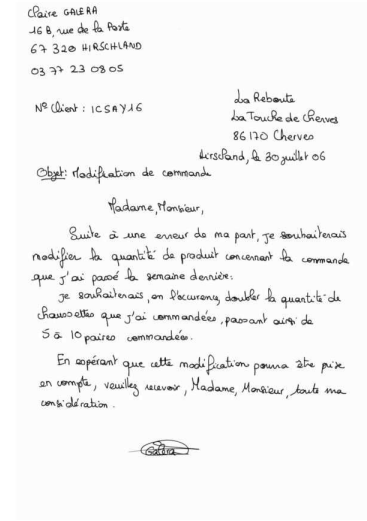 Claire GALERA
16 B, rue de la Poste
67 320 HIRSCHLAND
03 77 23 08 05
N° Client : ICSAY16
La Reboute
La Touche de Cherves
86 170 Cherves
Hirschland, le 30 juillet 06
Objet: Modification de commande
Madame, Monsieur,
Suite à une erreur de ma part, je souhaiterais
modifier la quantité de produit concernant la commande
que j'ai passé la semaine dernière.
Je souhaiterais, en l'occurence, doubler la quantité de
chaussettes que j'ai commandées, passant ainsi de
5 à 10 paires commandées.
En espérant que cette modification pourra être prise
en compte, veuillez recevoir, Madame, Monsieur, toute ma
considération.
Galera